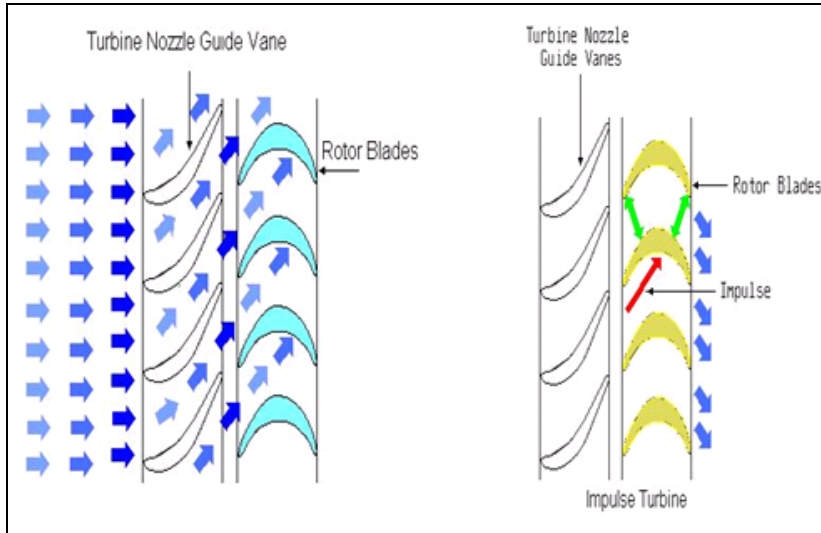 Turbine Nozzle Guide Vane
Rotor Blades
Turbine Nozzle
Guide Vanes
Rotor Blades
Impulse
Impulse Turbine